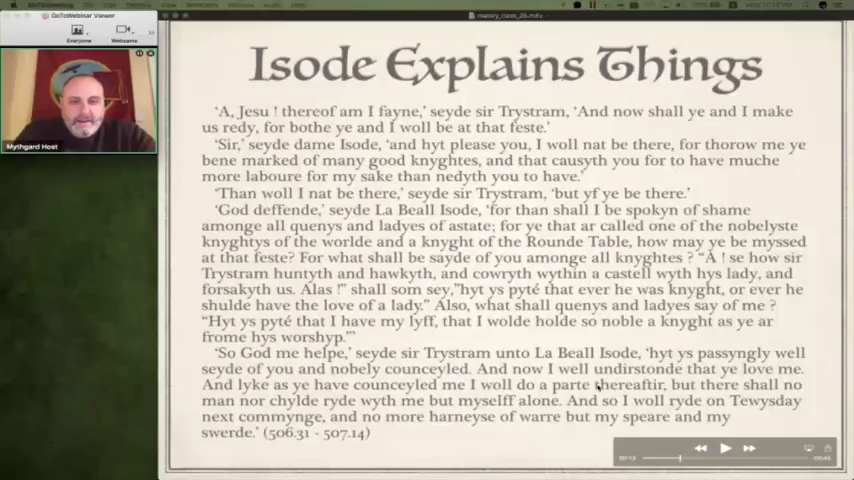 GoToWebinar Viewer
Everyone
Webcams
Mythgard Host
malory_class_26.m4v
Isode Explains Things
‘A, Jesu ! thereof am I fayne,’ seyde sir Trystram, ‘And now shall ye and I make
us redy, for bothe ye and I woll be at that feste.’
‘Sir,’ seyde dame Isode, ‘and hyt please you, I woll nat be there, for thorow me ye
bene marked of many good knyghtes, and that causyth you for to have muche
more laboure for my sake than nedyth you to have.’
‘Than woll I nat be there,’ seyde sir Trystram, ‘but yf ye be there.’
‘God deffende,’ seyde La Beall Isode, ‘for than shall I be spokyn of shame
amonge all quenys and ladyes of astate; for ye that ar called one of the nobelyste
knyghtys of the worlde and a knyght of the Rounde Table, how may ye be myssed
at that feste? For what shall be sayde of you amonge all knyghtes ? “A ! se how sir
Trystram huntyth and hawkyth, and cowryth wythin a castell wyth hys lady, and
forsakyth us. Alas !” shall som sey,”hyt ys pyté that ever he was knyght, or ever he
shulde have the love of a lady.” Also, what shall quenys and ladyes say of me ?
“Hyt ys pyté that I have my lyff, that I wolde holde so noble a knyght as ye ar
frome hys worshyp.”’
‘So God me helpe,’ seyde sir Trystram unto La Beall Isode, ‘hyt ys passyngly well
seyde of you and nobely counceyled. And now I well undirstonde that ye love me.
And lyke as ye have counceyled me I woll do a parte thereaftir, but there shall no
man nor chylde ryde wyth me but myselff alone. And so I woll ryde on Tewysday
next commynge, and no more harneyse of warre but my speare and my
swerde.’ (506.31 - 507.14)
00:13
-00:45